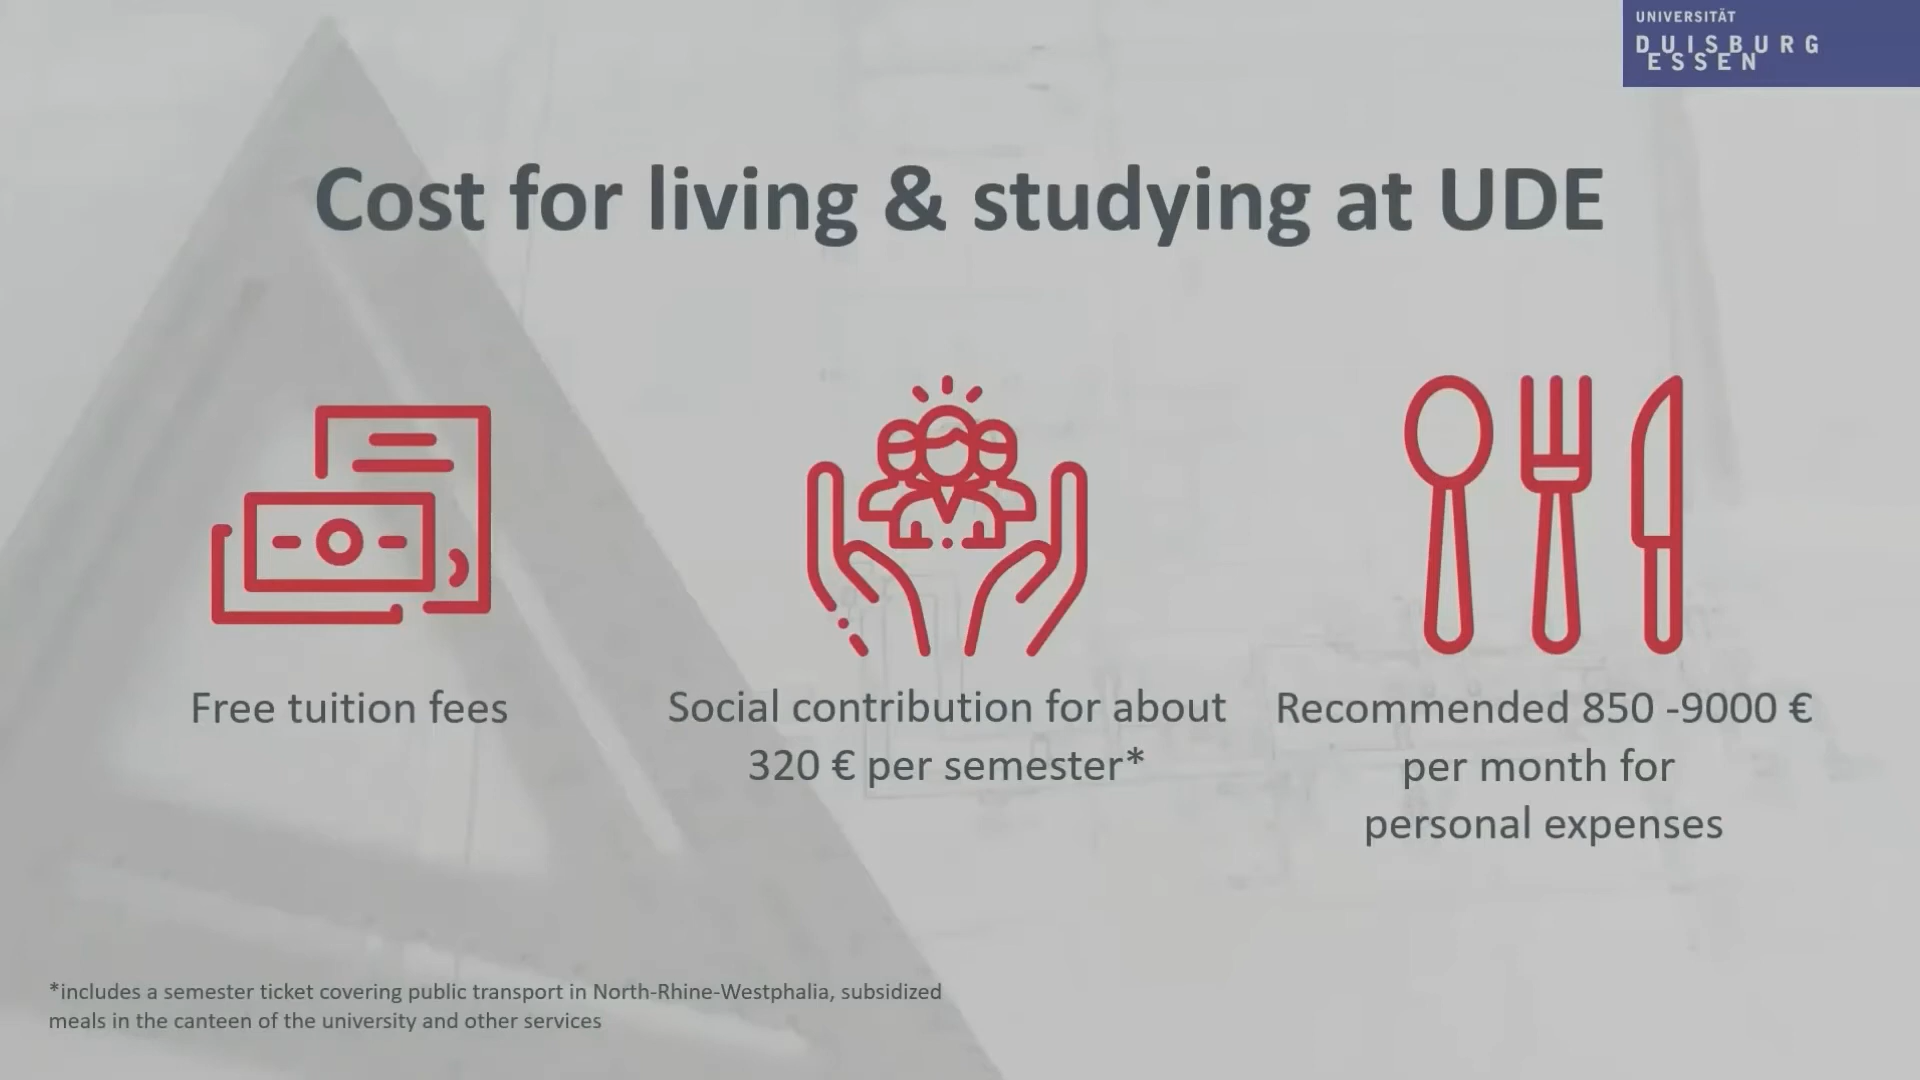 UNIVERSITÄT
DUISBURG
ESSEN
Cost for living & studying at UDE
Free tuition fees
Social contribution for about
320 € per semester*
Recommended 850 -9000 €
per month for
personal expenses
*includes a semester ticket covering public transport in North-Rhine-Westphalia, subsidized
meals in the canteen of the university and other services